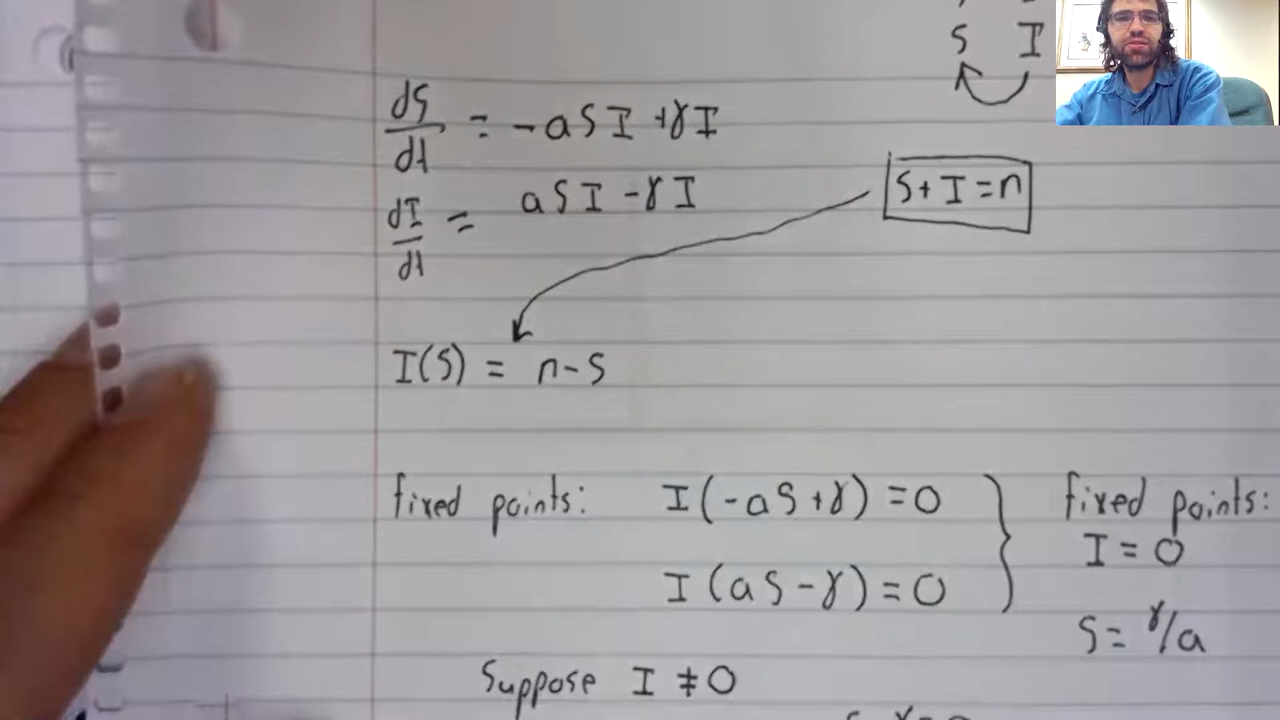 S I
dS/dt = -aSI + γI
dI/dt = aSI - γI
S + I = n
I(S) = n - S
fixed points: I(-aS + γ) = 0
I(aS - γ) = 0
fixed points:
I = 0
S = γ/a
Suppose I ≠ 0